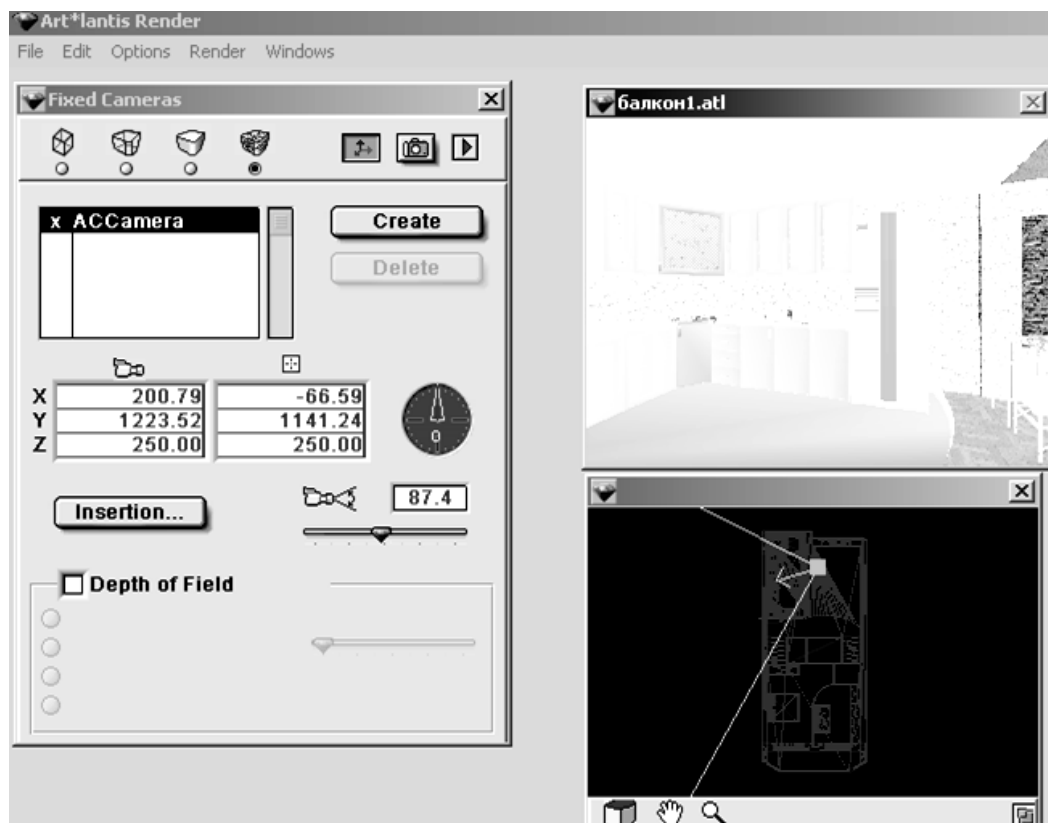 Art*lantis Render
File Edit Options Render Windows
Fixed Cameras
x ACCamera
Create
Delete
X 200.79 -66.59
Y 1223.52 1141.24
Z 250.00 250.00
Insertion...
87.4
Depth of Field
балкон1.atl